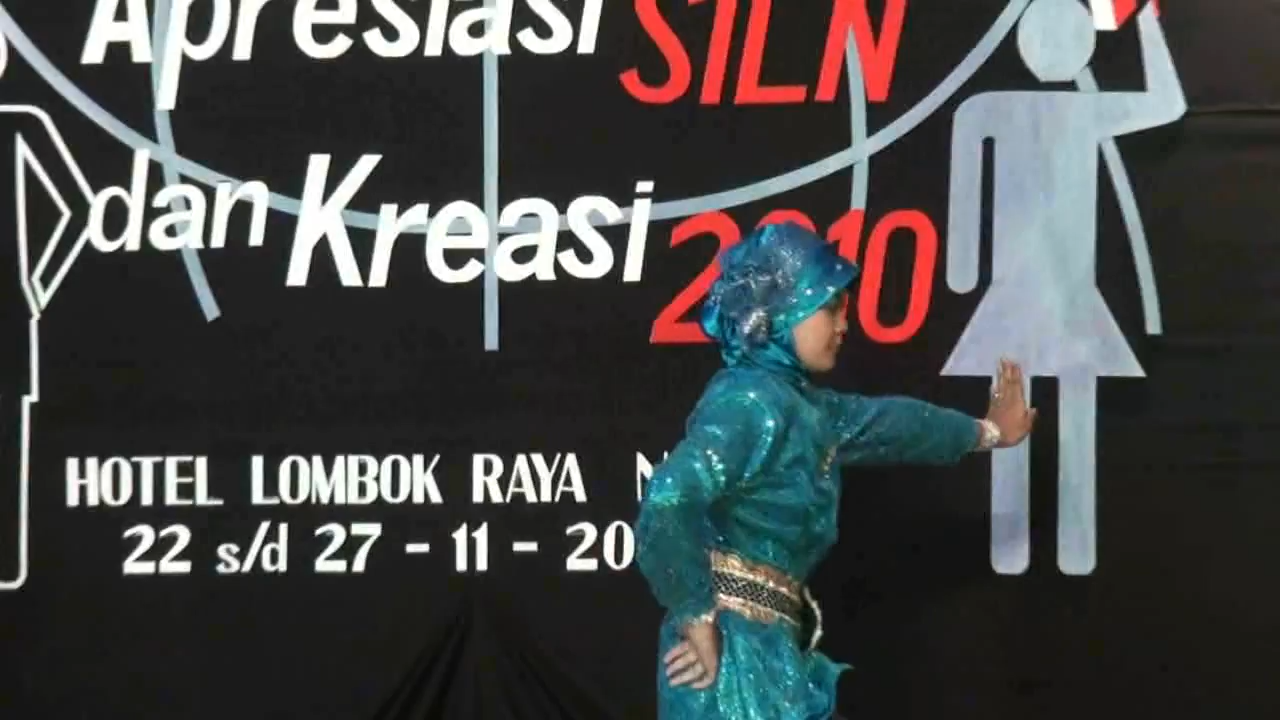 Apresiasi SILN
dan Kreasi 2010
HOTEL LOMBOK RAYA N
22 s/d 27 - 11 - 20